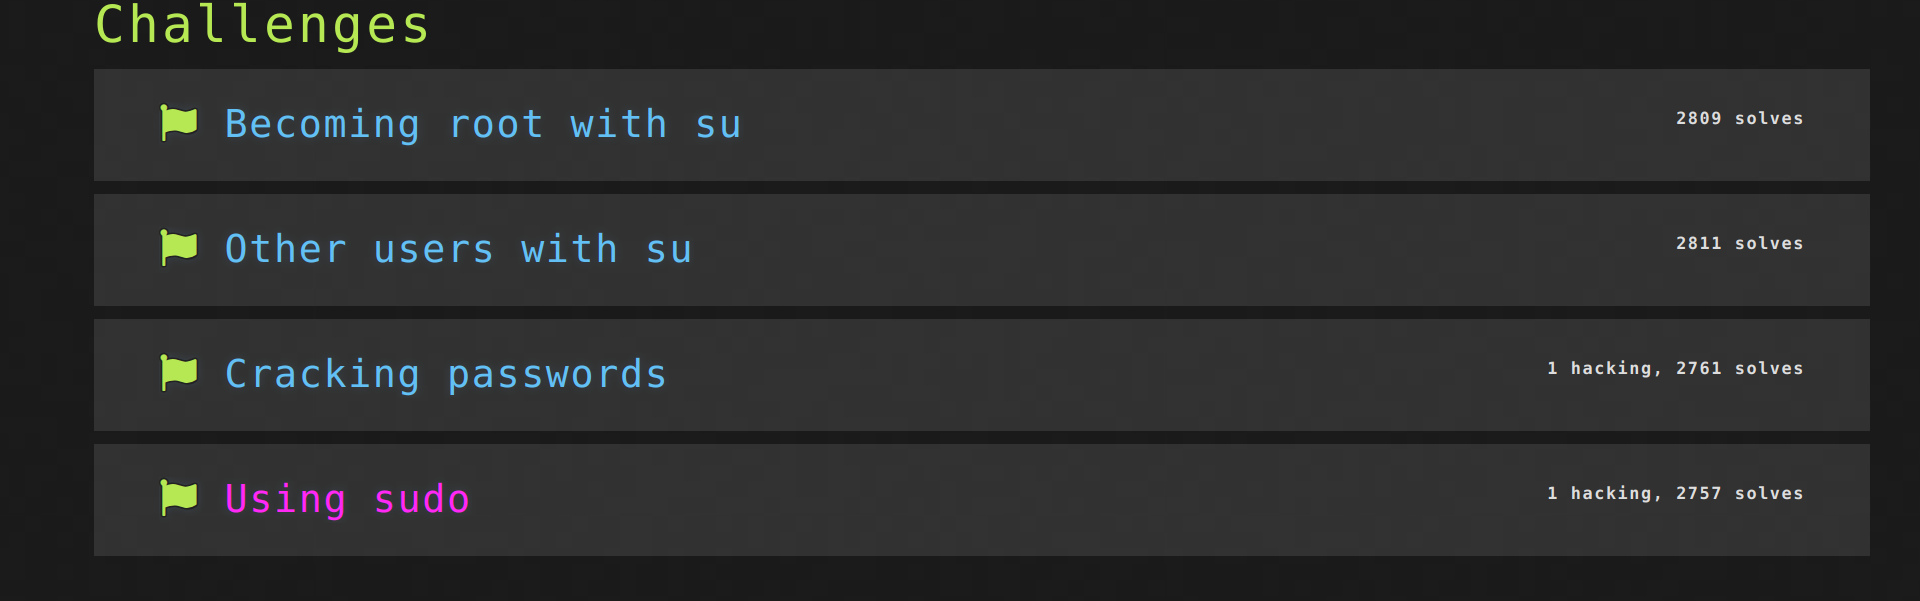 Challenges
Becoming root with su
2809 solves
Other users with su
2811 solves
Cracking passwords
1 hacking, 2761 solves
Using sudo
1 hacking, 2757 solves